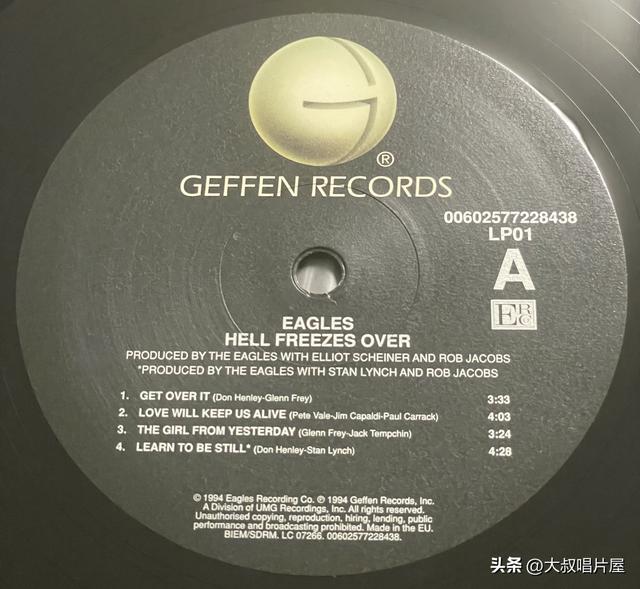 G
®
GEFFEN RECORDS
00602577228438
LP01
A
ERC
EAGLES
HELL FREEZES OVER
PRODUCED BY THE EAGLES WITH ELLIOT SCHEINER AND ROB JACOBS
*PRODUCED BY THE EAGLES WITH STAN LYNCH AND ROB JACOBS
1. GET OVER IT (Don Henley-Glenn Frey) 3:33
2. LOVE WILL KEEP US ALIVE (Pete Vale-Jim Capaldi-Paul Carrack) 4:03
3. THE GIRL FROM YESTERDAY (Glenn Frey-Jack Tempchin) 3:24
4. LEARN TO BE STILL* (Don Henley-Stan Lynch) 4:28
© 1994 Eagles Recording Co. ℗ 1994 Geffen Records, Inc.
A Division of UMG Recordings, Inc. All rights reserved.
Unauthorised copying, reproduction, hiring, lending, public
performance and broadcasting prohibited. Made in the EU.
BIEM/SDRM. LC 07266. 00602577228438.
头条 @大叔唱片屋